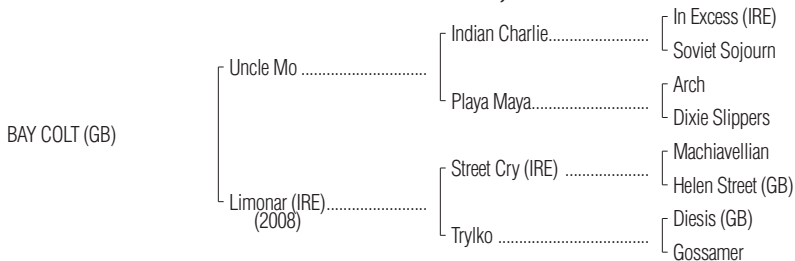 In Excess (IRE)
Indian Charlie.........................
Soviet Sojourn
Uncle Mo ................................
Arch
Playa Maya..............................
Dixie Slippers
BAY COLT (GB)
Machiavellian
Street Cry (IRE) .....................
Helen Street (GB)
Limonar (IRE).........................
(2008)
Diesis (GB)
Trylko ......................................
Gossamer